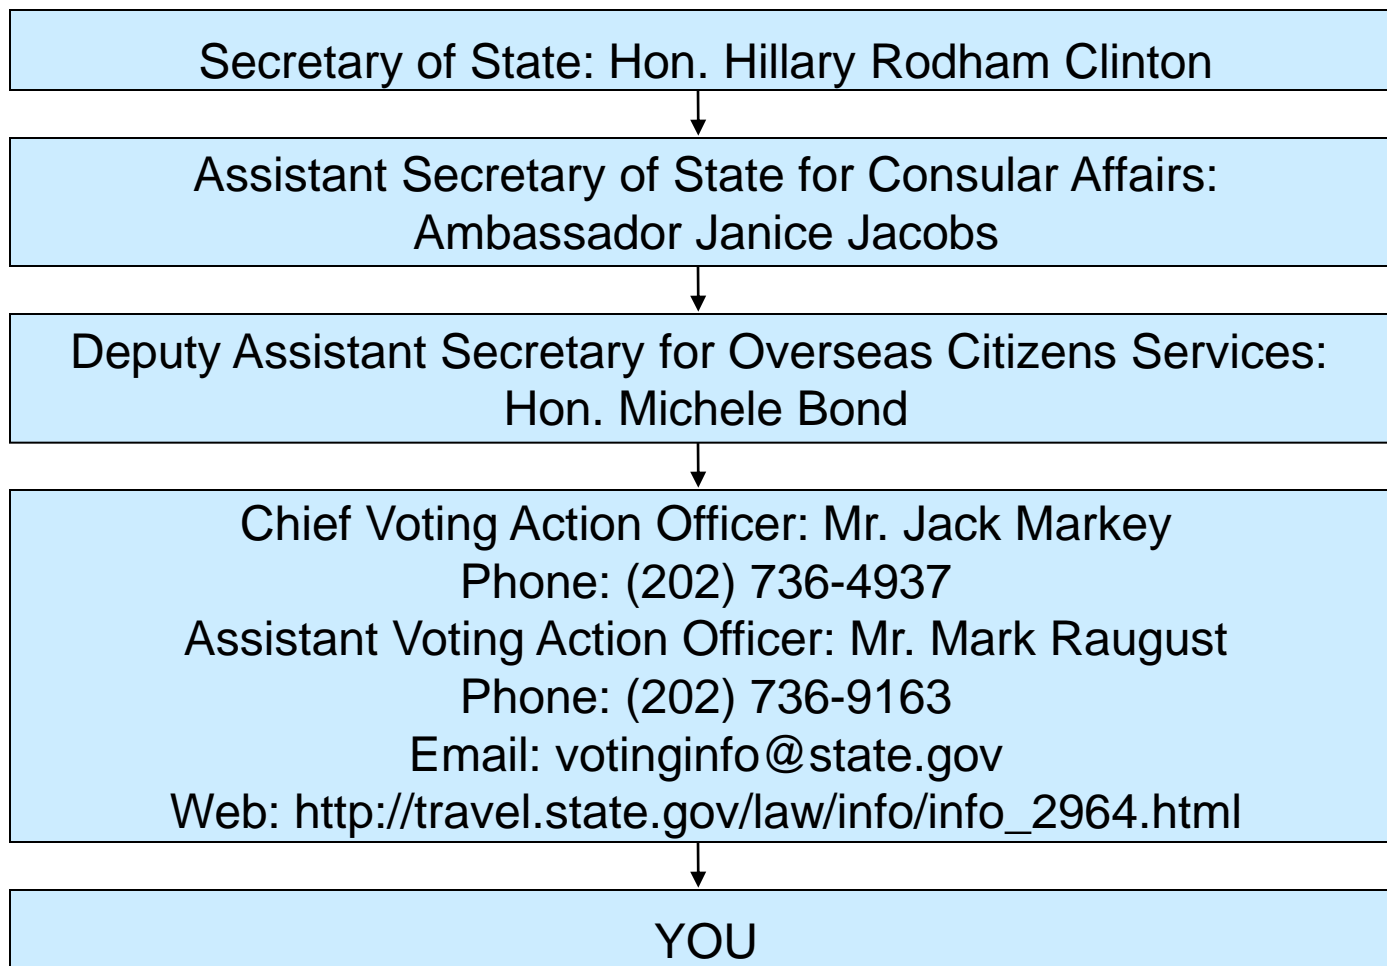 Secretary of State: Hon. Hillary Rodham Clinton
Assistant Secretary of State for Consular Affairs:
Ambassador Janice Jacobs
Deputy Assistant Secretary for Overseas Citizens Services:
Hon. Michele Bond
Chief Voting Action Officer: Mr. Jack Markey
Phone: (202) 736-4937
Assistant Voting Action Officer: Mr. Mark Raugust
Phone: (202) 736-9163
Email: votinginfo@state.gov
Web: http://travel.state.gov/law/info/info_2964.html
YOU